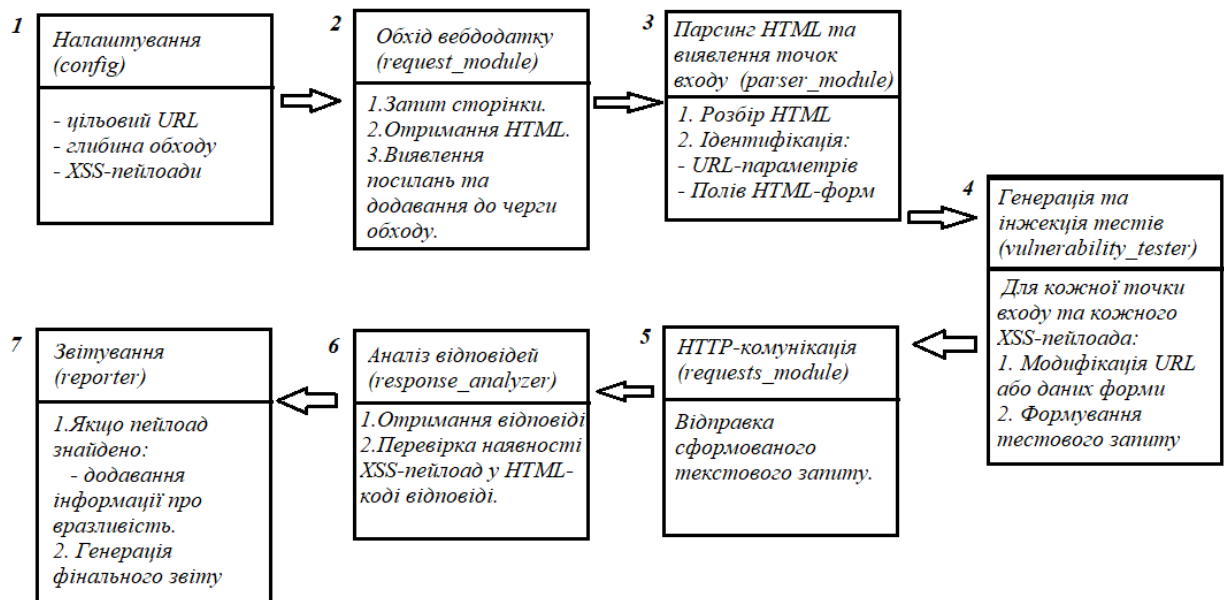 1
Налаштування
(config)
- цільовий URL
- глибина обходу
- XSS-пейлоади
2
Обхід вебдодатку
(request_module)
1.Запит сторінки.
2.Отримання HTML.
3.Виявлення
посилань та
додавання до черги
обходу.
3
Парсинг HTML та
виявлення точок
входу (parser_module)
1. Розбір HTML
2. Ідентифікація:
- URL-параметрів
- Полів HTML-форм
4
Генерація та
інжекція тестів
(vulnerability_tester)
Для кожної точки
входу та кожного
XSS-пейлоада:
1. Модифікація URL
або даних форми
2. Формування
тестового запиту
5
HTTP-комунікація
(requests_module)
Відправка
сформованого
текстового запиту.
6
Аналіз відповідей
(response_analyzer)
1.Отримання відповіді
2.Перевірка наявності
XSS-пейлоад у HTML-
коді відповіді.
7
Звітування
(reporter)
1.Якщо пейлоад
знайдено:
- додавання
інформації про
вразливість.
2. Генерація
фінального звіту